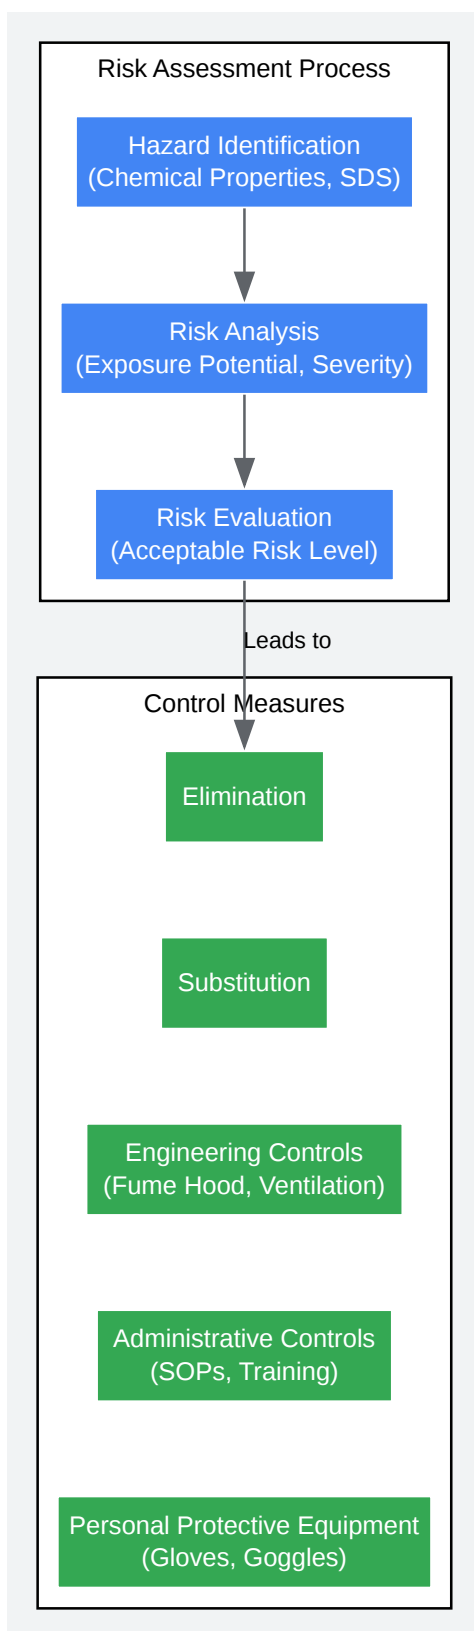 Risk Assessment Process
Hazard Identification
(Chemical Properties, SDS)
Risk Analysis
(Exposure Potential, Severity)
Risk Evaluation
(Acceptable Risk Level)
Leads to
Control Measures
Elimination
Substitution
Engineering Controls
(Fume Hood, Ventilation)
Administrative Controls
(SOPs, Training)
Personal Protective Equipment
(Gloves, Goggles)